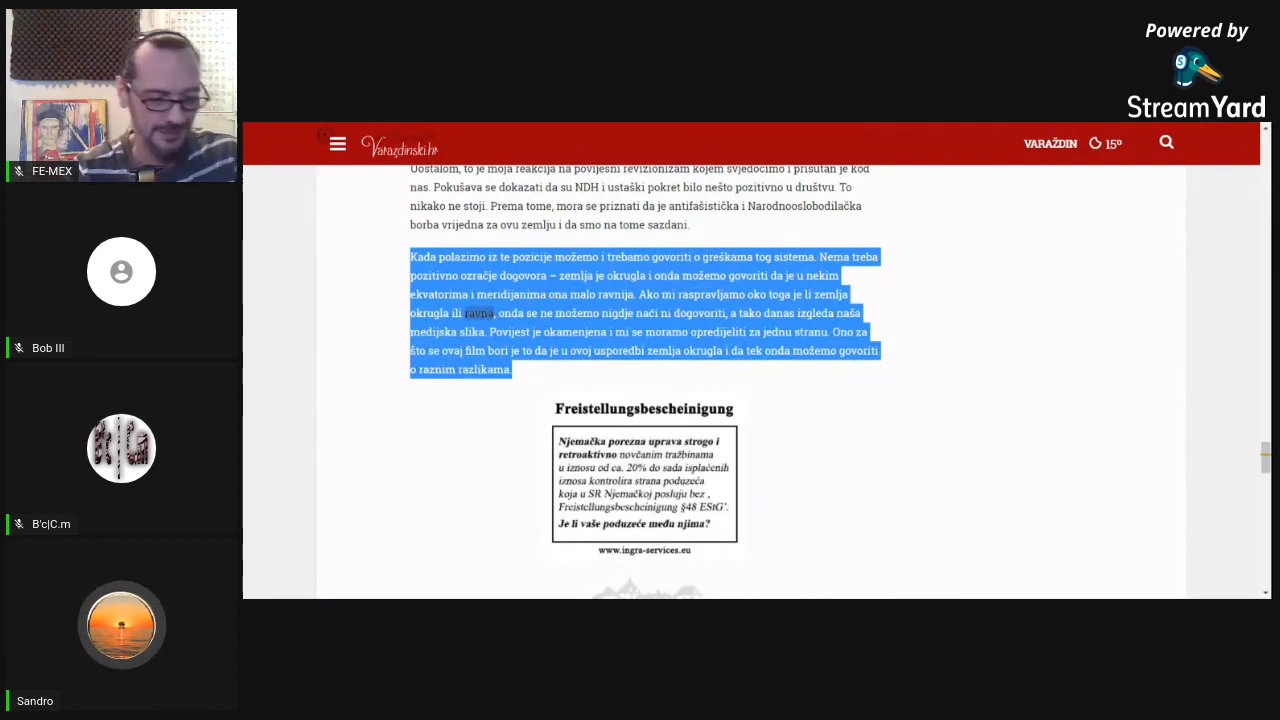 Powered by
StreamYard
FE-MEX
Bob III
B'c|C.m
Sandro
Varaždinski.hr
VARAŽDIN
15º
Uostalom, to je moja reakcija na povijesni revizionizam kojem svjedočimo i prisutan je kod
nas. Pokušava se dokazati da su NDH i ustaški pokret bilo nešto pozitivno u društvu. To
nikako ne stoji. Prema tome, mora se priznati da je antifašistička i Narodnooslobodilačka
borba vrijedna za ovu zemlju i da smo na tome sazdani.
Kada polazimo iz te pozicije možemo i trebamo govoriti o greškama tog sistema. Nema treba
pozitivno ozračje dogovora – zemlja je okrugla i onda možemo govoriti da je u nekim
ekvatorima i meridijanima ona malo ravnija. Ako mi raspravljamo oko toga je li zemlja
okrugla ili ravna, onda se ne možemo nigdje naći ni dogovoriti, a tako danas izgleda naša
medijska slika. Povijest je okamenjena i mi se moramo opredijeliti za jednu stranu. Ono za
što se ovaj film bori je to da je u ovoj usporedbi zemlja okrugla i da tek onda možemo govoriti
o raznim razlikama.
Freistellungsbescheinigung
Njemačka porezna uprava strogo i
retroaktivno novčanim tražbinama
u iznosu od ca. 20% do sada isplaćenih
iznosa kontrolira strana poduzeća
koja u SR Njemačkoj posluju bez ‚
Freistellungsbescheinigung §48 EStG'.
Je li vaše poduzeće među njima?
www.ingra-services.eu